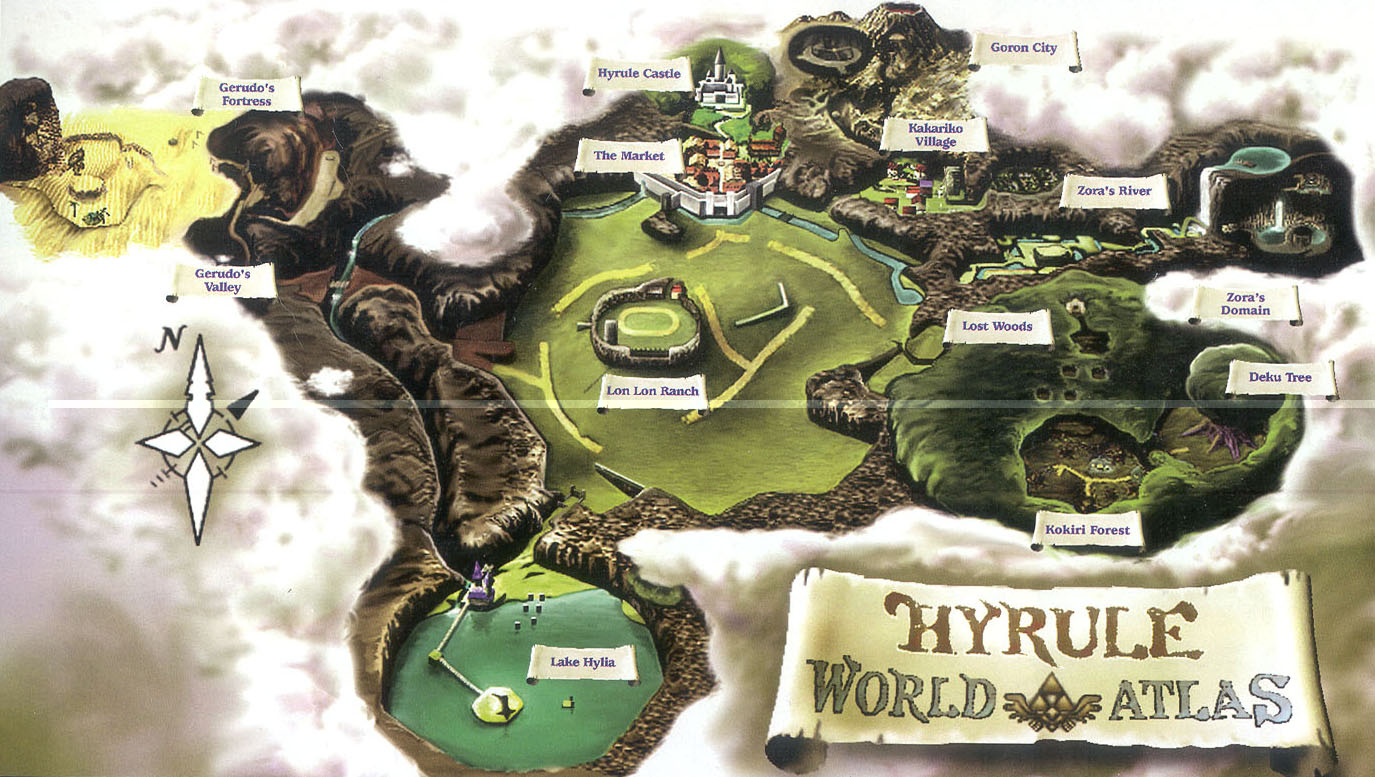 Goron City
Hyrule Castle
Gerudo's
Fortress
Kakariko
Village
The Market
Zora's River
Gerudo's
Valley
Zora's
Domain
Lost Woods
Deku Tree
Lon Lon Ranch
N
Kokiri Forest
Lake Hylia
HYRULE
WORLD ATLAS